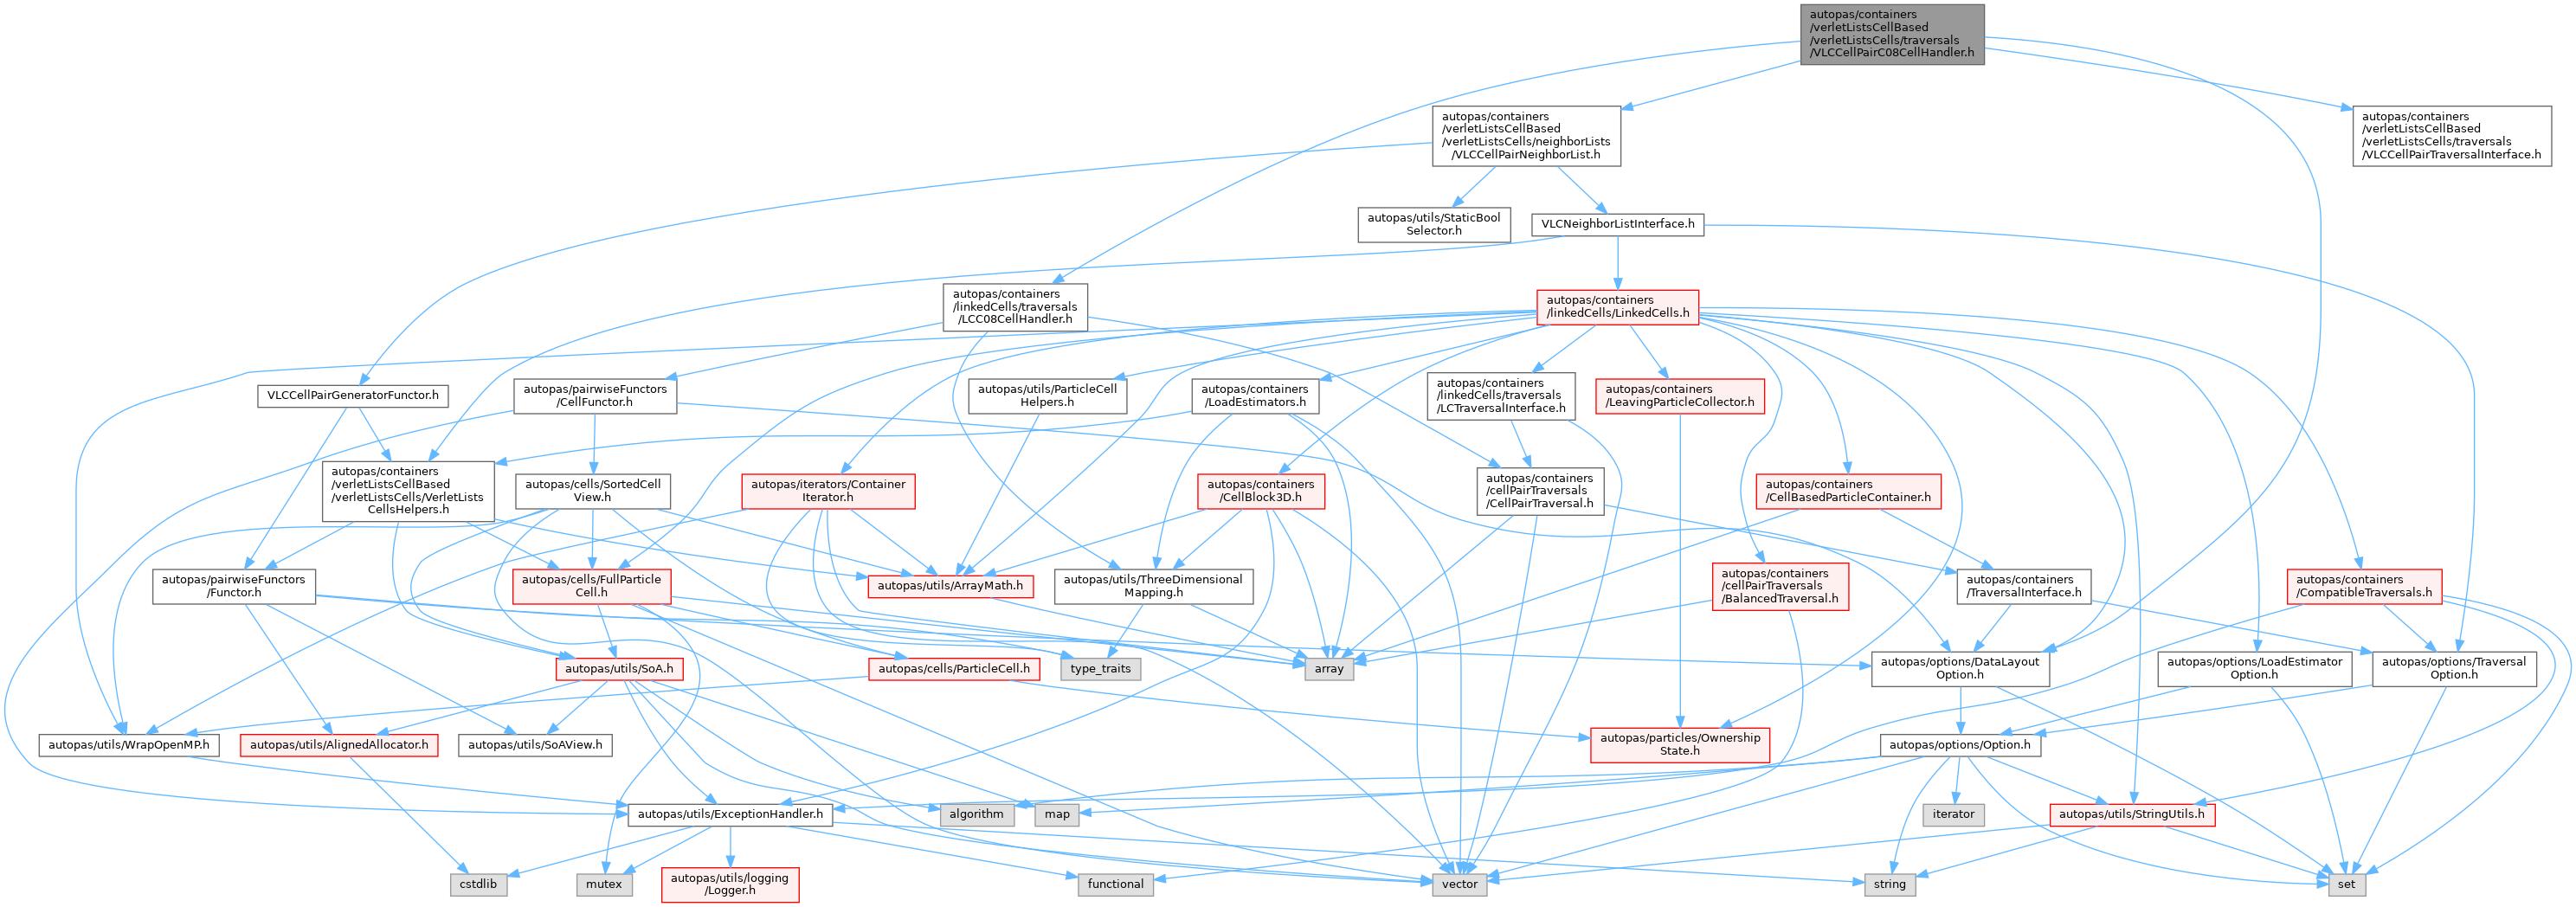 autopas/containers
/verletListsCellBased
/verletListsCells/traversals
/VLCCellPairC08CellHandler.h
autopas/containers
/verletListsCellBased
/verletListsCells/neighborLists
/VLCCellPairNeighborList.h
autopas/containers
/verletListsCellBased
/verletListsCells/traversals
/VLCCellPairTraversalInterface.h
autopas/utils/StaticBool
Selector.h
VLCNeighborListInterface.h
autopas/containers
/linkedCells/traversals
/LCC08CellHandler.h
autopas/containers
/linkedCells/LinkedCells.h
VLCCellPairGeneratorFunctor.h
autopas/pairwiseFunctors
/CellFunctor.h
autopas/utils/ParticleCell
Helpers.h
autopas/containers
/LoadEstimators.h
autopas/containers
/linkedCells/traversals
/LCTraversalInterface.h
autopas/containers
/LeavingParticleCollector.h
autopas/containers
/verletListsCellBased
/verletListsCells/VerletLists
CellsHelpers.h
autopas/cells/SortedCell
View.h
autopas/iterators/Container
Iterator.h
autopas/containers
/CellBlock3D.h
autopas/containers
/cellPairTraversals
/CellPairTraversal.h
autopas/containers
/CellBasedParticleContainer.h
autopas/pairwiseFunctors
/Functor.h
autopas/cells/FullParticle
Cell.h
autopas/utils/ArrayMath.h
autopas/utils/ThreeDimensional
Mapping.h
autopas/containers
/cellPairTraversals
/BalancedTraversal.h
autopas/containers
/TraversalInterface.h
autopas/containers
/CompatibleTraversals.h
autopas/utils/SoA.h
autopas/cells/ParticleCell.h
type_traits
array
autopas/options/DataLayout
Option.h
autopas/options/LoadEstimator
Option.h
autopas/options/Traversal
Option.h
autopas/utils/WrapOpenMP.h
autopas/utils/AlignedAllocator.h
autopas/utils/SoAView.h
autopas/particles/Ownership
State.h
autopas/options/Option.h
autopas/utils/ExceptionHandler.h
algorithm
map
iterator
autopas/utils/StringUtils.h
cstdlib
mutex
autopas/utils/logging
/Logger.h
functional
vector
string
set